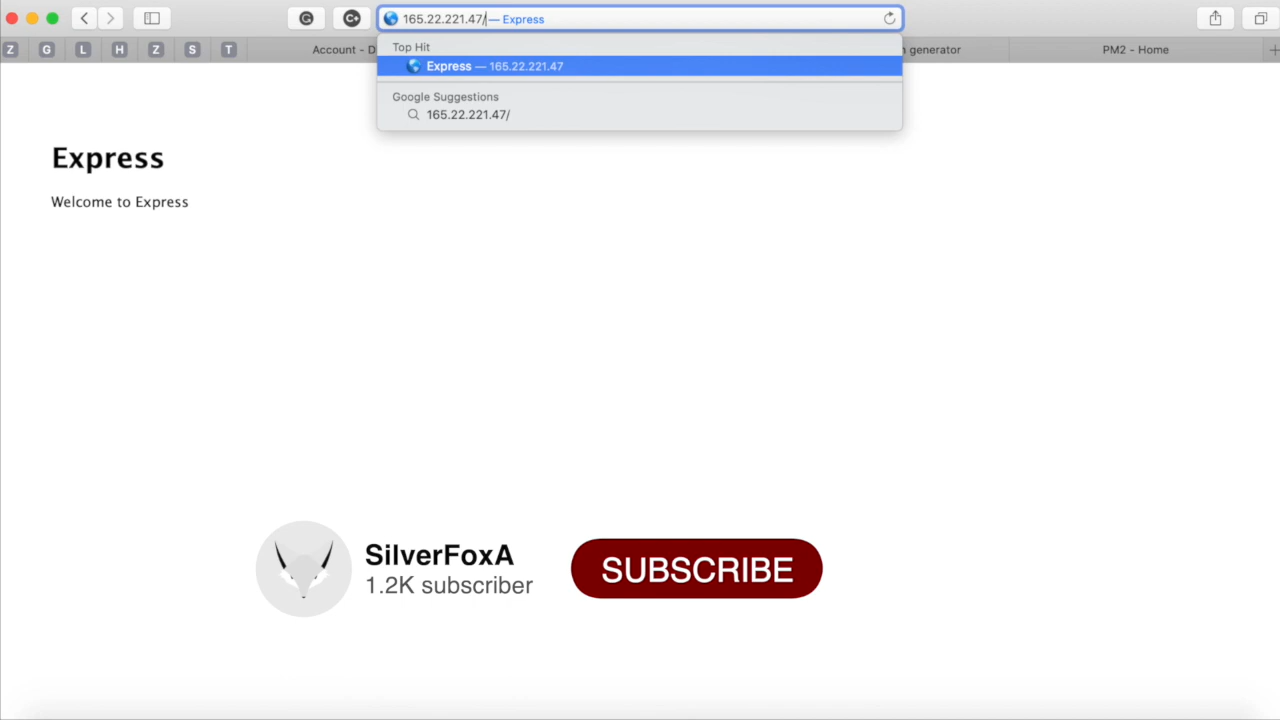 165.22.221.47/ — Express
Z G L H Z S T
Account - D
n generator
PM2 - Home
Top Hit
Express — 165.22.221.47
Google Suggestions
165.22.221.47/
Express
Welcome to Express
SilverFoxA
1.2K subscriber
SUBSCRIBE